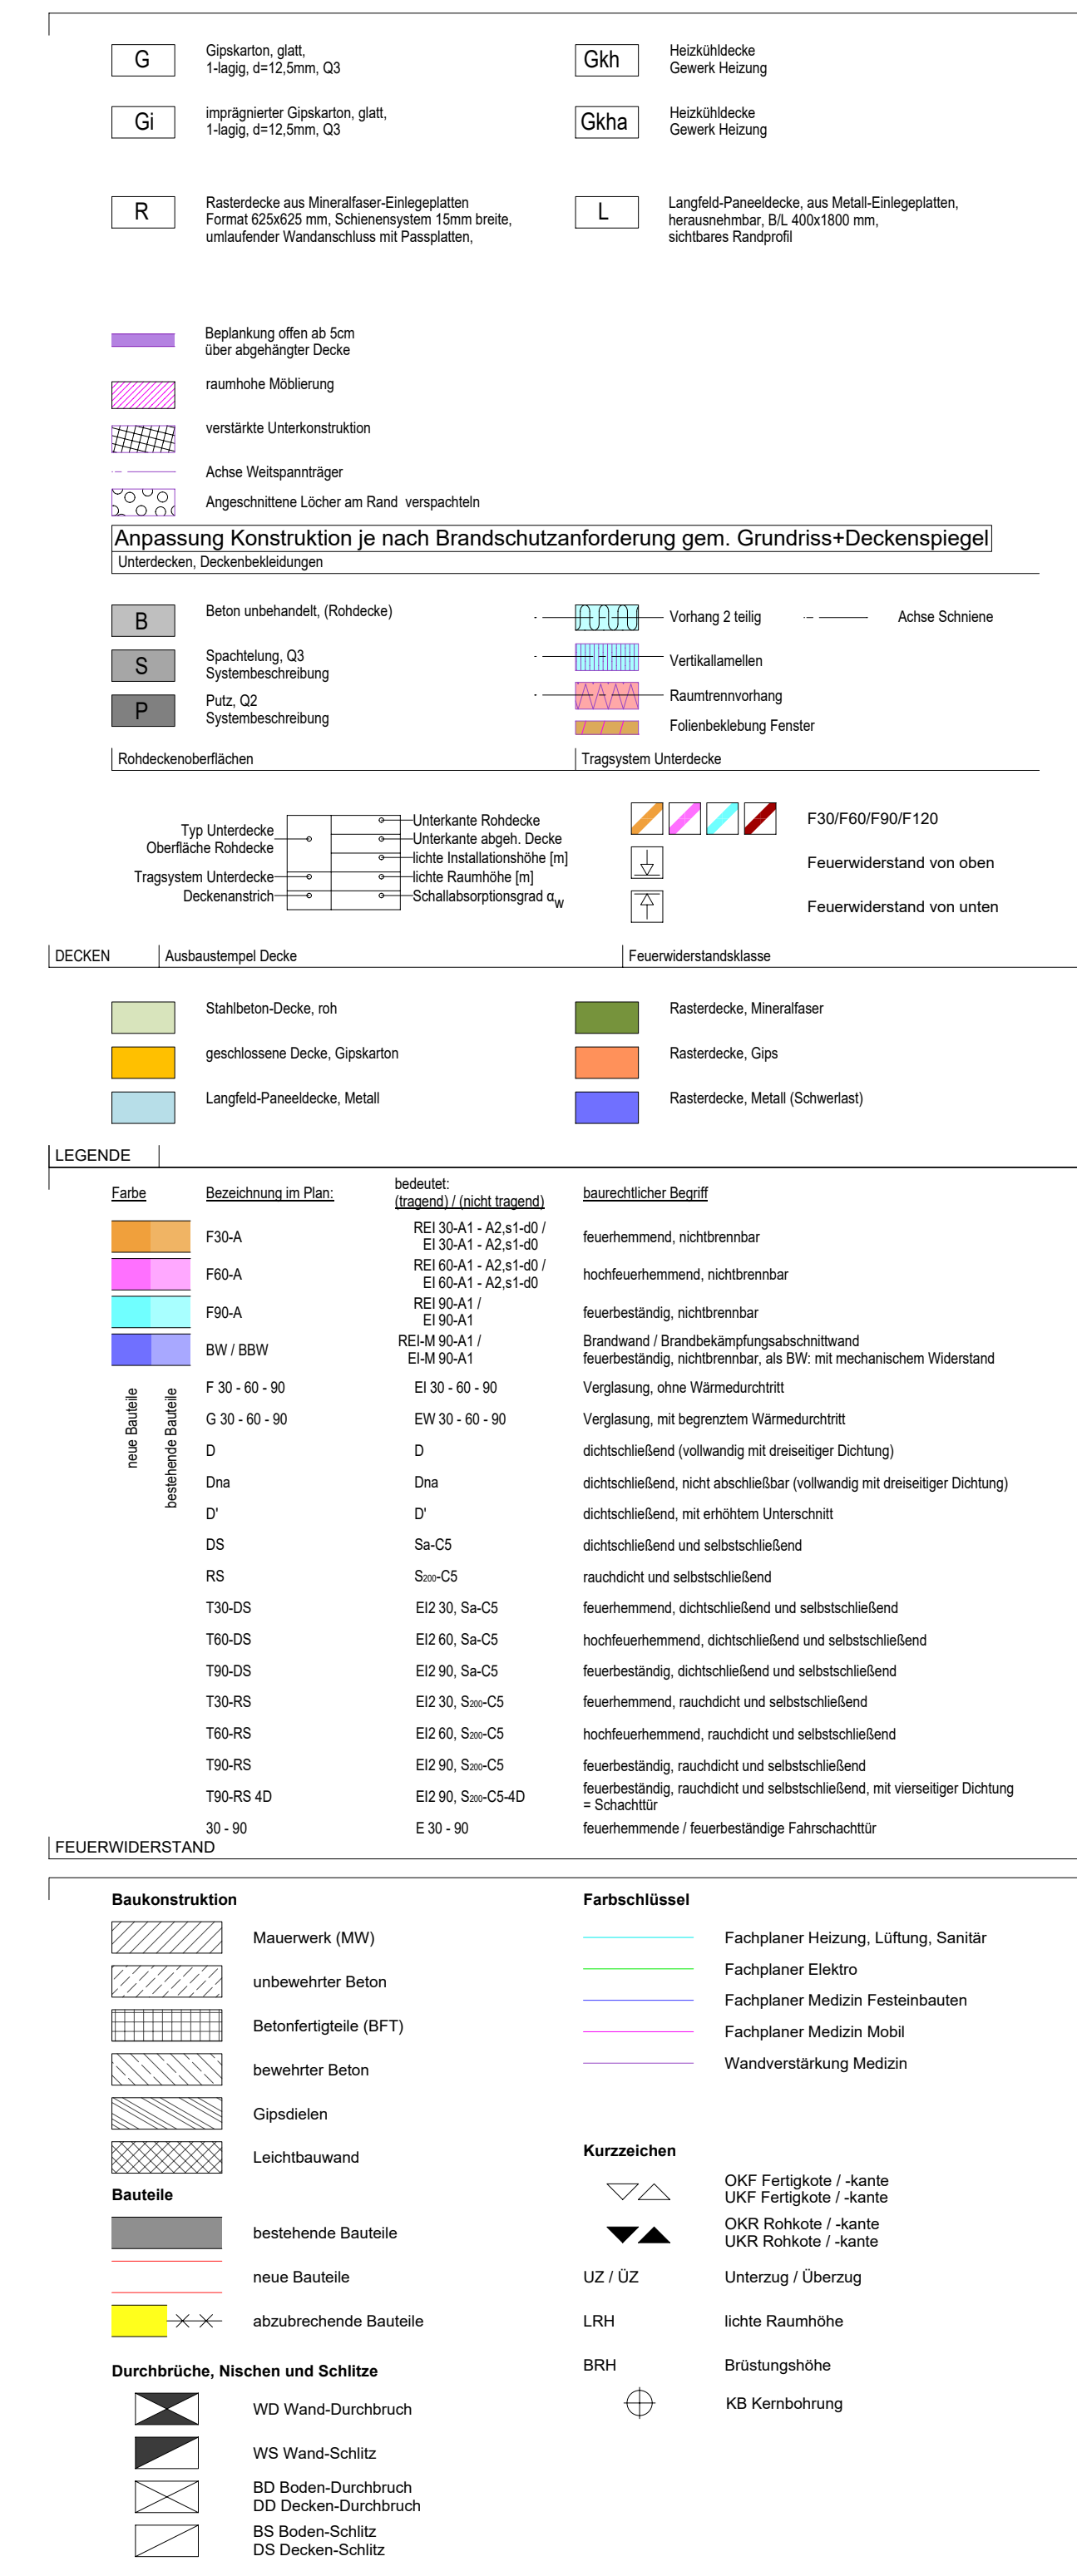 G
Gipskarton, glatt,
1-lagig, d=12,5mm, Q3
Gkh
Heizkühldecke
Gewerk Heizung
Gi
imprägnierter Gipskarton, glatt,
1-lagig, d=12,5mm, Q3
Gkha
Heizkühldecke
Gewerk Heizung
R
Rasterdecke aus Mineralfaser-Einlegeplatten
Format 625x625 mm, Schienensystem 15mm breite,
umlaufender Wandanschluss mit Passplatten,
L
Langfeld-Paneeldecke, aus Metall-Einlegeplatten,
herausnehmbar, B/L 400x1800 mm,
sichtbares Randprofil
Beplankung offen ab 5cm
über abgehängter Decke
raumhohe Möblierung
verstärkte Unterkonstruktion
Achse Weitspannträger
Angeschnittene Löcher am Rand verspachteln
Anpassung Konstruktion je nach Brandschutzanforderung gem. Grundriss+Deckenspiegel
Unterdecken, Deckenbekleidungen
B
Beton unbehandelt, (Rohdecke)
S
Spachtelung, Q3
Systembeschreibung
P
Putz, Q2
Systembeschreibung
Vorhang 2 teilig
Achse Schniene
Vertikallamellen
Raumtrennvorhang
Folienbeklebung Fenster
Rohdeckenoberflächen
Tragsystem Unterdecke
Typ Unterdecke
Oberfläche Rohdecke
Tragsystem Unterdecke
Deckenanstrich
Unterkante Rohdecke
Unterkante abgeh. Decke
lichte Installationshöhe [m]
lichte Raumhöhe [m]
Schallabsorptionsgrad αW
F30/F60/F90/F120
Feuerwiderstand von oben
Feuerwiderstand von unten
DECKEN
Ausbaustempel Decke
Feuerwiderstandsklasse
Stahlbeton-Decke, roh
Rasterdecke, Mineralfaser
geschlossene Decke, Gipskarton
Rasterdecke, Gips
Langfeld-Paneeldecke, Metall
Rasterdecke, Metall (Schwerlast)
LEGENDE
Farbe
Bezeichnung im Plan:
bedeutet:
(tragend) / (nicht tragend)
baurechtlicher Begriff
F30-A
REI 30-A1 - A2,s1-d0 /
EI 30-A1 - A2,s1-d0
feuerhemmend, nichtbrennbar
F60-A
REI 60-A1 - A2,s1-d0 /
EI 60-A1 - A2,s1-d0
hochfeuerhemmend, nichtbrennbar
F90-A
REI 90-A1 /
EI 90-A1
feuerbeständig, nichtbrennbar
BW / BBW
REI-M 90-A1 /
EI-M 90-A1
Brandwand / Brandbekämpfungsabschnittwand
feuerbeständig, nichtbrennbar, als BW: mit mechanischem Widerstand
neue Bauteile
bestehende Bauteile
F 30 - 60 - 90
EI 30 - 60 - 90
Verglasung, ohne Wärmedurchtritt
G 30 - 60 - 90
EW 30 - 60 - 90
Verglasung, mit begrenztem Wärmedurchtritt
D
D
dichtschließend (vollwandig mit dreiseitiger Dichtung)
Dna
Dna
dichtschließend, nicht abschließbar (vollwandig mit dreiseitiger Dichtung)
D'
D'
dichtschließend, mit erhöhtem Unterschnitt
DS
Sa-C5
dichtschließend und selbstschließend
RS
S200-C5
rauchdicht und selbstschließend
T30-DS
EI2 30, Sa-C5
feuerhemmend, dichtschließend und selbstschließend
T60-DS
EI2 60, Sa-C5
hochfeuerhemmend, dichtschließend und selbstschließend
T90-DS
EI2 90, Sa-C5
feuerbeständig, dichtschließend und selbstschließend
T30-RS
EI2 30, S200-C5
feuerhemmend, rauchdicht und selbstschließend
T60-RS
EI2 60, S200-C5
hochfeuerhemmend, rauchdicht und selbstschließend
T90-RS
EI2 90, S200-C5
feuerbeständig, rauchdicht und selbstschließend
T90-RS 4D
EI2 90, S200-C5-4D
feuerbeständig, rauchdicht und selbstschließend, mit vierseitiger Dichtung
= Schachttür
30 - 90
E 30 - 90
feuerhemmende / feuerbeständige Fahrschachttür
FEUERWIDERSTAND
Baukonstruktion
Mauerwerk (MW)
unbewehrter Beton
Betonfertigteile (BFT)
bewehrter Beton
Gipsdielen
Leichtbauwand
Bauteile
bestehende Bauteile
neue Bauteile
abzubrechende Bauteile
Durchbrüche, Nischen und Schlitze
WD Wand-Durchbruch
WS Wand-Schlitz
BD Boden-Durchbruch
DD Decken-Durchbruch
BS Boden-Schlitz
DS Decken-Schlitz
Farbschlüssel
Fachplaner Heizung, Lüftung, Sanitär
Fachplaner Elektro
Fachplaner Medizin Festeinbauten
Fachplaner Medizin Mobil
Wandverstärkung Medizin
Kurzzeichen
OKF Fertigkote / -kante
UKF Fertigkote / -kante
OKR Rohkote / -kante
UKR Rohkote / -kante
UZ / ÜZ
Unterzug / Überzug
LRH
lichte Raumhöhe
BRH
Brüstungshöhe
KB Kernbohrung